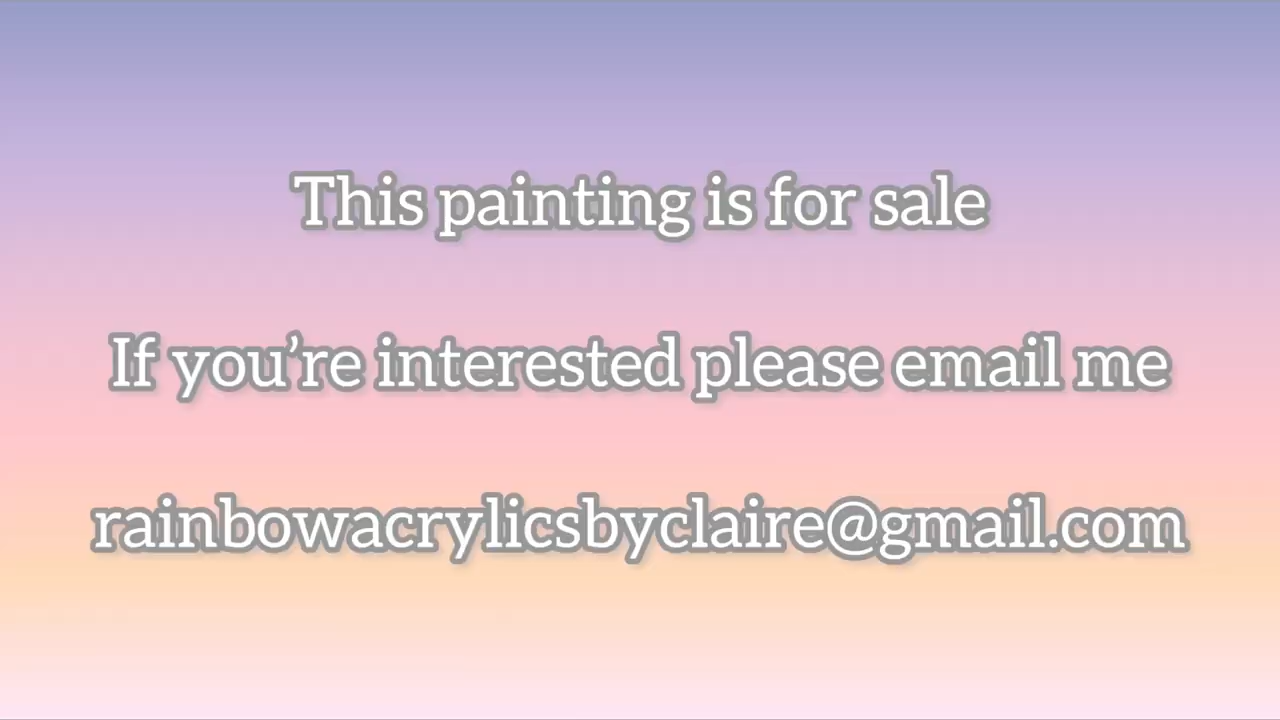 This painting is for sale
If you’re interested please email me
rainbowacrylicsbyclaire@gmail.com